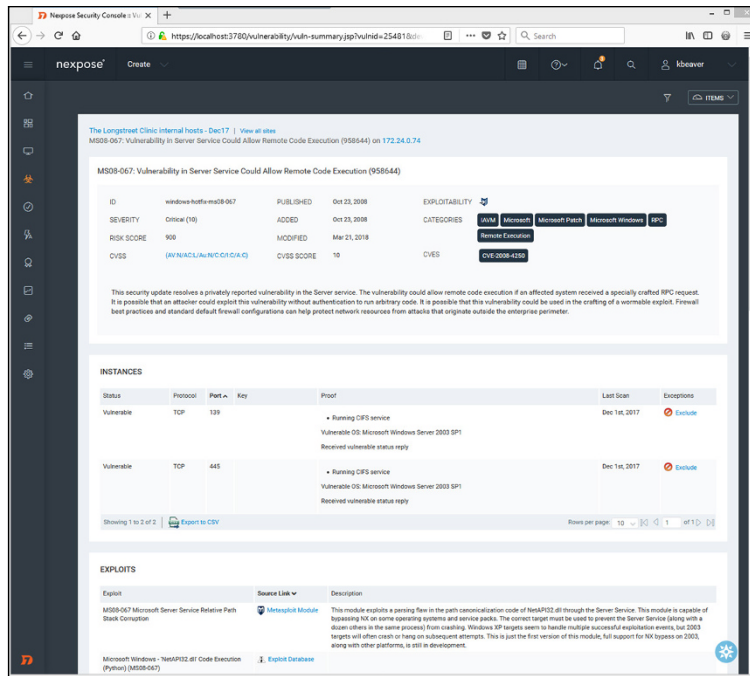 Nexpose Security Console :: Vul
https://localhost:3780/vulnerability/vuln-summary.jsp?vulnid=25481&de
Search
nexpose
Create
kbeaver
ITEMS
The Longstreet Clinic internal hosts - Dec17 | View all sites
MS08-067: Vulnerability in Server Service Could Allow Remote Code Execution (958644) on 172.24.0.74
MS08-067: Vulnerability in Server Service Could Allow Remote Code Execution (958644)
ID windows-hotfix-ms08-067 PUBLISHED Oct 23, 2008 EXPLOITABILITY
SEVERITY Critical (10) ADDED Oct 23, 2008 CATEGORIES IAVM Microsoft Microsoft Patch Microsoft Windows RPC
Remote Execution
RISK SCORE 900 MODIFIED Mar 21, 2018
CVSS (AV:N/AC:L/Au:N/C:C/I:C/A:C) CVSS SCORE 10 CVES CVE-2008-4250
This security update resolves a privately reported vulnerability in the Server service. The vulnerability could allow remote code execution if an affected system received a specially crafted RPC request.
It is possible that an attacker could exploit this vulnerability without authentication to run arbitrary code. It is possible that this vulnerability could be used in the crafting of a wormable exploit. Firewall
best practices and standard default firewall configurations can help protect network resources from attacks that originate outside the enterprise perimeter.
INSTANCES
Status Protocol Port Key Proof Last Scan Exceptions
Vulnerable TCP 139 • Running CIFS service Dec 1st, 2017 Exclude
Vulnerable OS: Microsoft Windows Server 2003 SP1
Received vulnerable status reply
Vulnerable TCP 445 • Running CIFS service Dec 1st, 2017 Exclude
Vulnerable OS: Microsoft Windows Server 2003 SP1
Received vulnerable status reply
Showing 1 to 2 of 2 Export to CSV Rows per page: 10 1 of 1
EXPLOITS
Exploit Source Link Description
MS08-067 Microsoft Server Service Relative Path Metasploit Module This module exploits a parsing flaw in the path canonicalization code of NetAPI32.dll through the Server Service. This module is capable of
Stack Corruption bypassing NX on some operating systems and service packs. The correct target must be used to prevent the Server Service (along with a
dozen others in the same process) from crashing. Windows XP targets seem to handle multiple successful exploitation events, but 2003
targets will often crash or hang on subsequent attempts. This is just the first version of this module, full support for NX bypass on 2003,
along with other platforms, is still in development.
Microsoft Windows - 'NetAPI32.dll' Code Execution Exploit Database
(Python) (MS08-067)